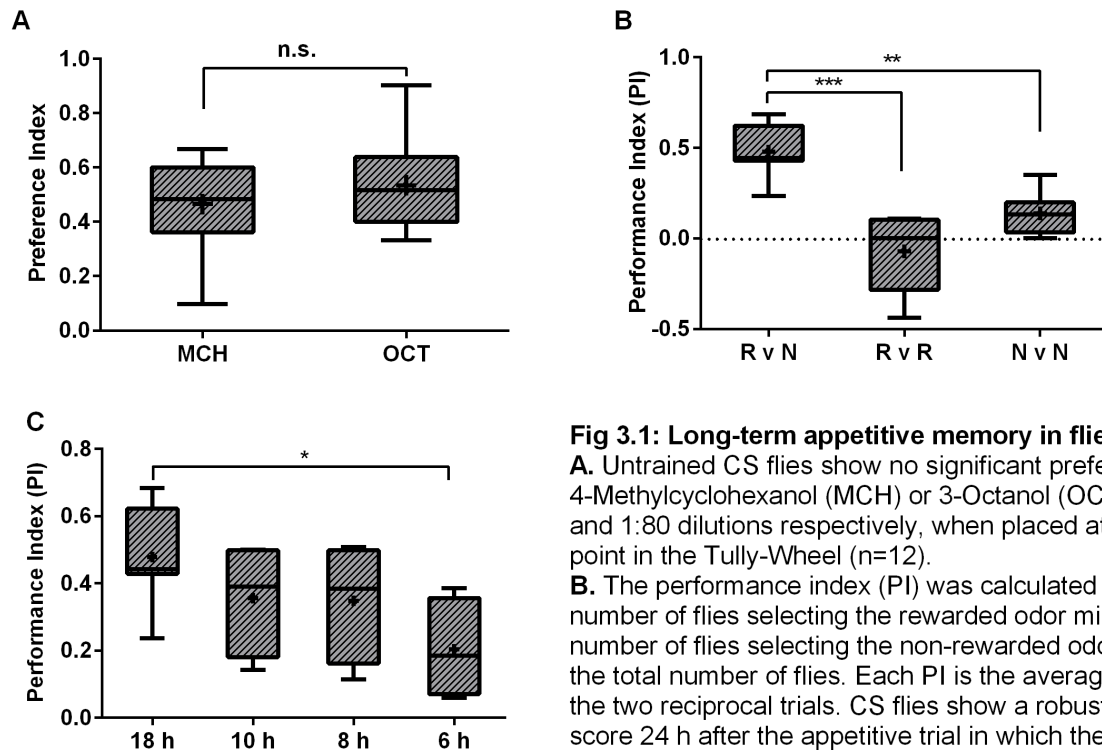 A
n.s.
Preference Index
1.0
0.8
0.6
0.4
0.2
0.0
MCH
OCT
B
**
***
Performance Index (PI)
1.0
0.5
0.0
-0.5
R v N
R v R
N v N
C
*
Performance Index (PI)
0.8
0.6
0.4
0.2
0.0
18 h
10 h
8 h
6 h
Fig 3.1: Long-term appetitive memory in flie
A. Untrained CS flies show no significant prefe
4-Methylcyclohexanol (MCH) or 3-Octanol (OC
and 1:80 dilutions respectively, when placed at
point in the Tully-Wheel (n=12).
B. The performance index (PI) was calculated
number of flies selecting the rewarded odor mi
number of flies selecting the non-rewarded odo
the total number of flies. Each PI is the average
the two reciprocal trials. CS flies show a robust
score 24 h after the appetitive trial in which the